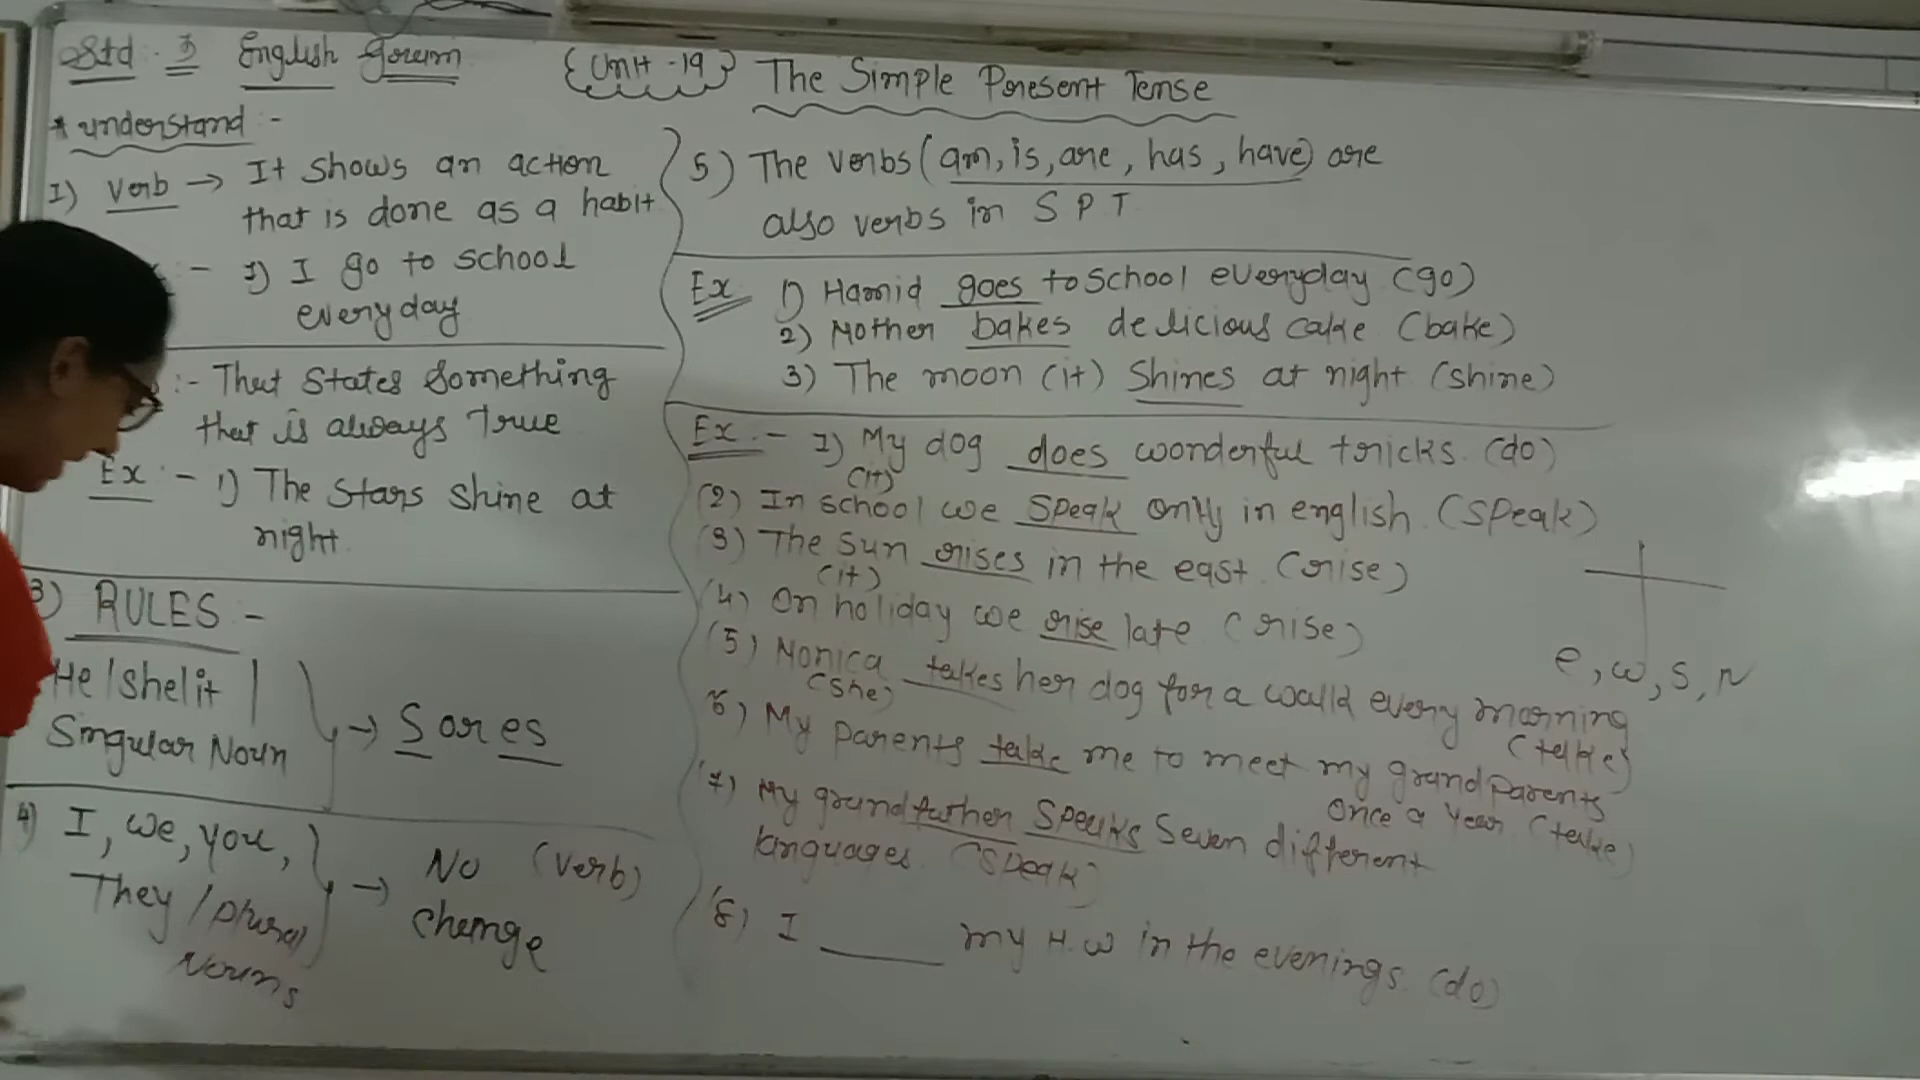 Std :- 3 English Gram
{Unit -19} The Simple Present Tense
* understand :-
1) Verb → It shows an action
that is done as a habit
- 1) I go to school
everyday
:- That States Something
that is always True
Ex :- 1) The Stars shine at
night.
3) RULES :-
He/she/it
Singular Noun → S or es
4) I, we, you,
They / plural
Nouns → No (verb)
change
5) The verbs (am, is, are, has, have) are
also verbs in S P T
Ex 1) Hamid goes to School everyday (go)
2) Mother bakes delicious cake (bake)
3) The moon (it) Shines at night (shine)
Ex :- 1) My dog does wonderful tricks. (do)
(it)
(2) In school we speak only in english. (speak)
(3) The sun rises in the east. (rise)
(it)
(4) On holiday we rise late (rise)
(5) Monica takes her dog for a walk every morning
(she) (take)
6) My parents take me to meet my grandparents
once a year. (take)
7) My grandfather speaks Seven different
languages. (speak)
8) I ____ my H.W in the evenings. (do)
e, w, s, n